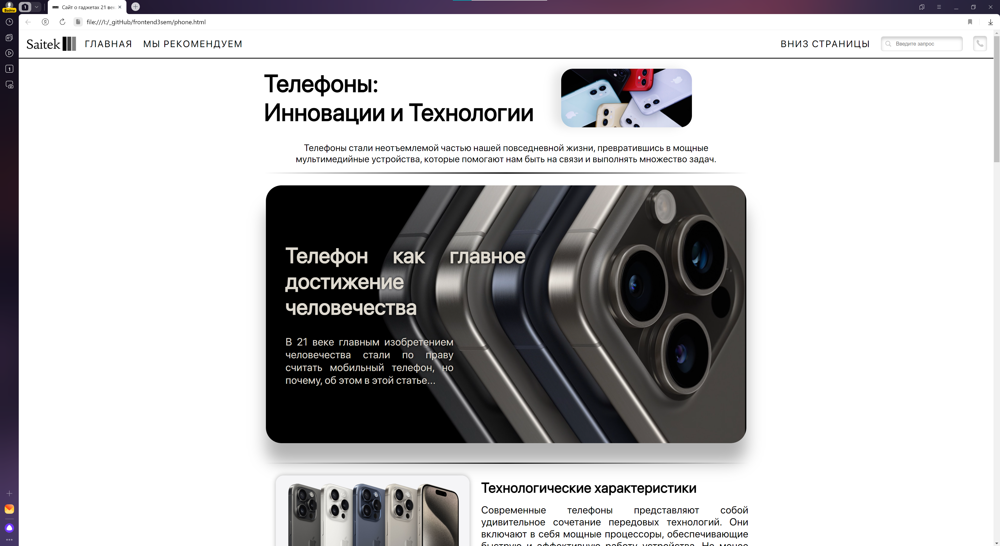 Войти
1
Сайт о гаджетах 21 век
file:///I:/_gitHub/frontend3sem/phone.html
1
Saitek
ГЛАВНАЯ
МЫ РЕКОМЕНДУЕМ
ВНИЗ СТРАНИЦЫ
Введите запрос
Телефоны:
Инновации и Технологии
Телефоны стали неотъемлемой частью нашей повседневной жизни, превратившись в мощные
мультимедийные устройства, которые помогают нам быть на связи и выполнять множество задач.
Телефон как главное
достижение
человечества
В 21 веке главным изобретением
человечества стали по праву
считать мобильный телефон, но
почему, об этом в этой статье...
Технологические характеристики
Современные телефоны представляют собой
удивительное сочетание передовых технологий. Они
включают в себя мощные процессоры, обеспечивающие
быструю и эффективную работу устройства. Не менее